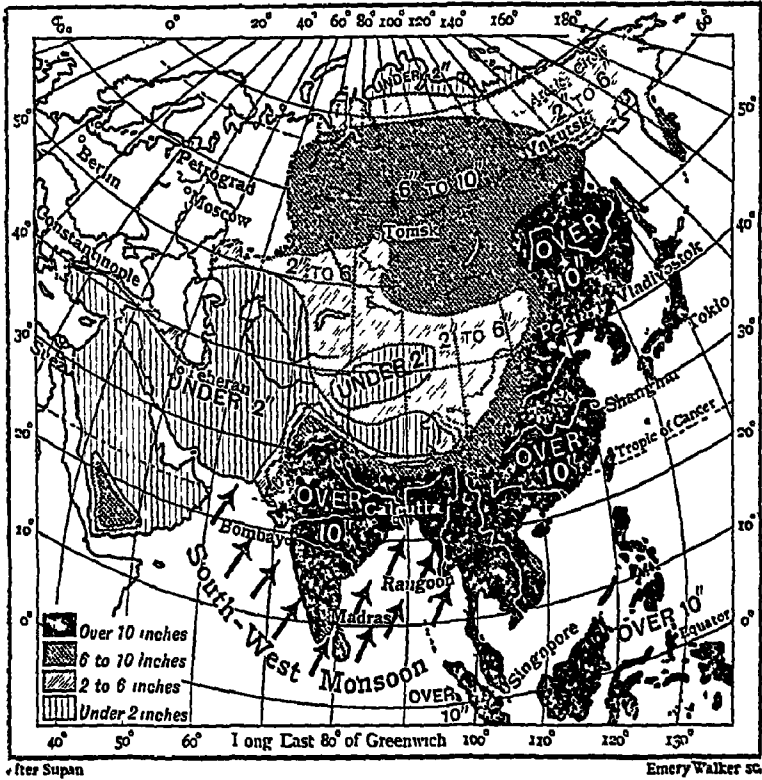 0° 20° 40° 60° 80° 100° 120° 140° 160° 180° 60°
UNDER 2"
Arctic Circle
2" TO 6"
50° 50°
Yakutsk
Berlin
Petrograd
Moscow
6" TO 10"
Tomsk
40° 40°
Constantinople
OVER
10"
2" TO 6"
Vladivostok
Tokio
30° 30°
2" TO 6"
UNDER 2"
Teheran
UNDER 2"
Shanghai
Tropic of Cancer
OVER
10"
20° 20°
OVER
10"
Calcutta
Bombay
10° 10°
Rangoon
Madras
South-West Monsoon
Singapore
OVER 10"
Equator
0° 0°
OVER
10"
Over 10 inches
6 to 10 inches
2 to 6 inches
Under 2 inches
40° 50° 60° Long East 80° of Greenwich 100° 110° 120° 130°
After Supan Emery Walker sc.